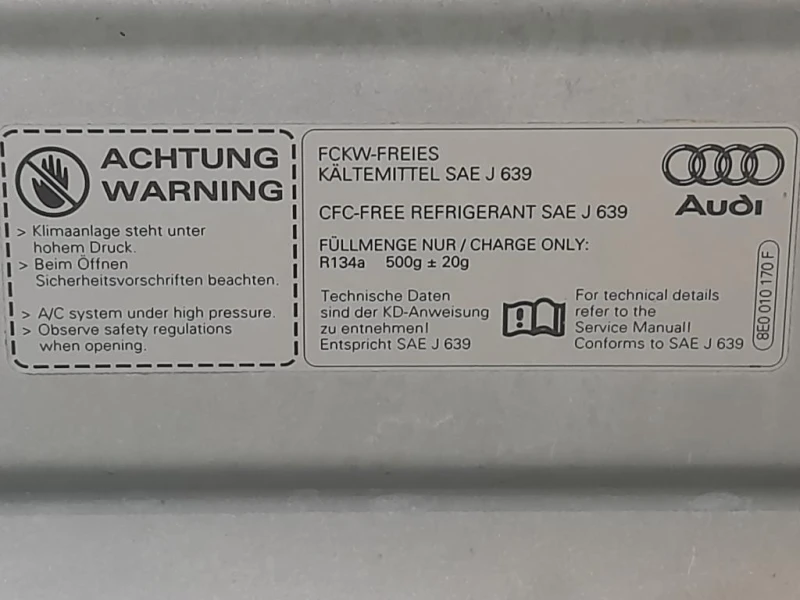 ACHTUNG
WARNING
> Klimaanlage steht unter
hohem Druck.
> Beim Öffnen
Sicherheitsvorschriften beachten.
> A/C system under high pressure.
> Observe safety regulations
when opening.
FCKW-FREIES
KÄLTEMITTEL SAE J 639
CFC-FREE REFRIGERANT SAE J 639
FÜLLMENGE NUR / CHARGE ONLY:
R134a 500g ± 20g
Technische Daten
sind der KD-Anweisung
zu entnehmen!
Entspricht SAE J 639
For technical details
refer to the
Service Manual!
Conforms to SAE J 639
Audi
8E0 010 170 F